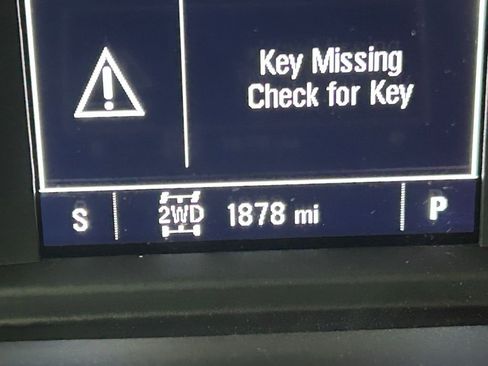 Key Missing
Check for Key
S 2WD 1878 mi P